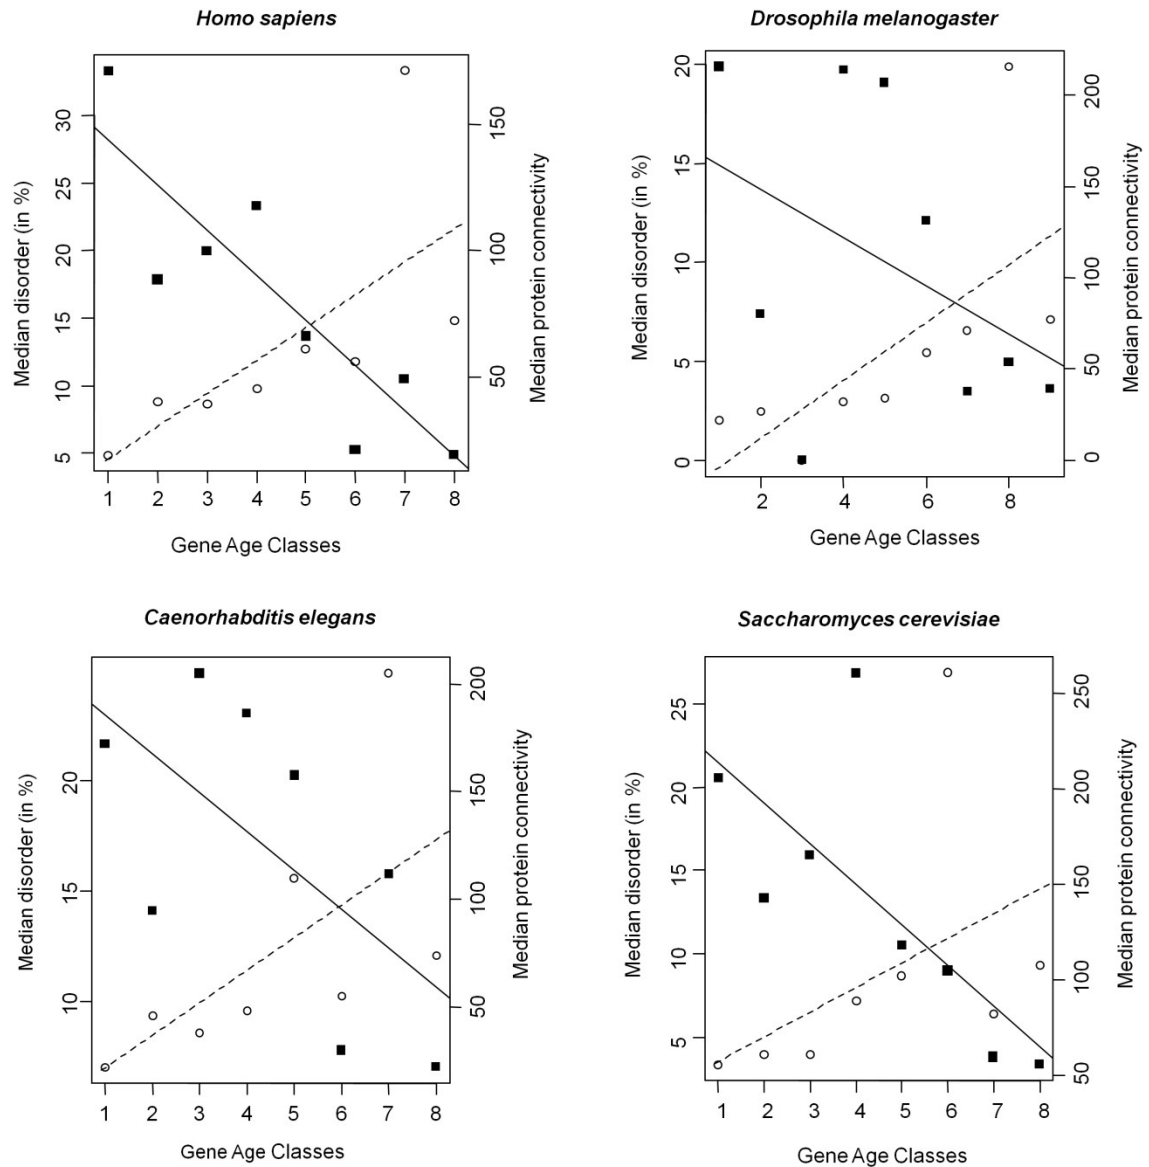 Homo sapiens
Median disorder (in %)
30
25
20
15
10
5
150
100
50
Median protein connectivity
1 2 3 4 5 6 7 8
Gene Age Classes
Drosophila melanogaster
Median disorder (in %)
20
15
10
5
0
200
150
100
50
0
Median protein connectivity
2 4 6 8
Gene Age Classes
Caenorhabditis elegans
Median disorder (in %)
20
15
10
200
150
100
50
Median protein connectivity
1 2 3 4 5 6 7 8
Gene Age Classes
Saccharomyces cerevisiae
Median disorder (in %)
25
20
15
10
5
250
200
150
100
50
Median protein connectivity
1 2 3 4 5 6 7 8
Gene Age Classes